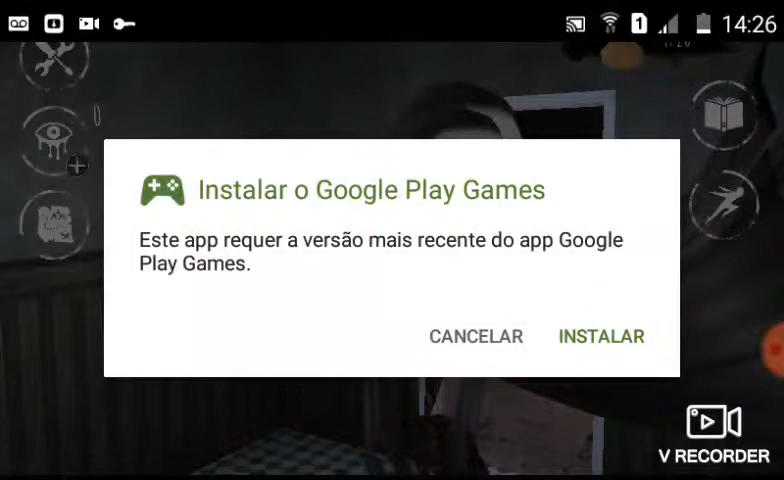 14:26
Instalar o Google Play Games
Este app requer a versão mais recente do app Google
Play Games.
CANCELAR INSTALAR
V RECORDER